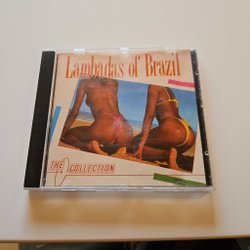 Lambadas of Brazil
THE
COLLECTION